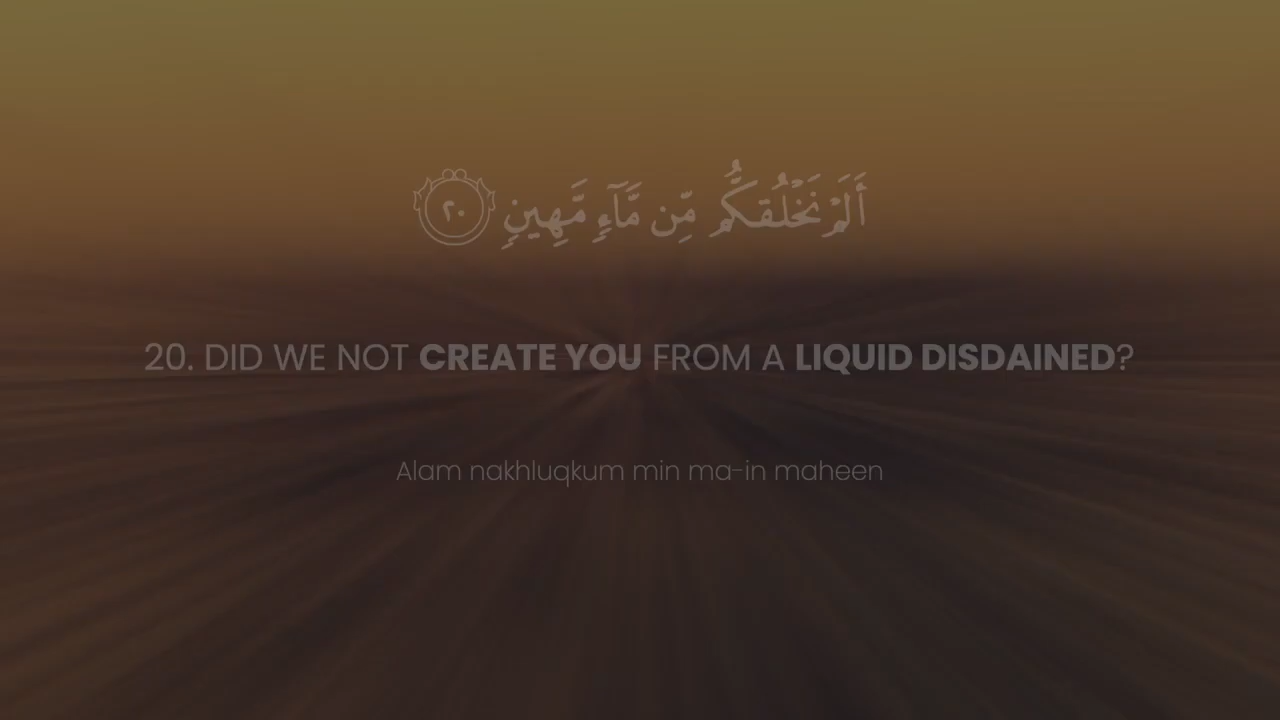 أَلَمْ نَخْلُقكُّم مِّن مَّآءٍ مَّهِينٍ ٢٠
20. DID WE NOT CREATE YOU FROM A LIQUID DISDAINED?
Alam nakhluqkum min ma-in maheen